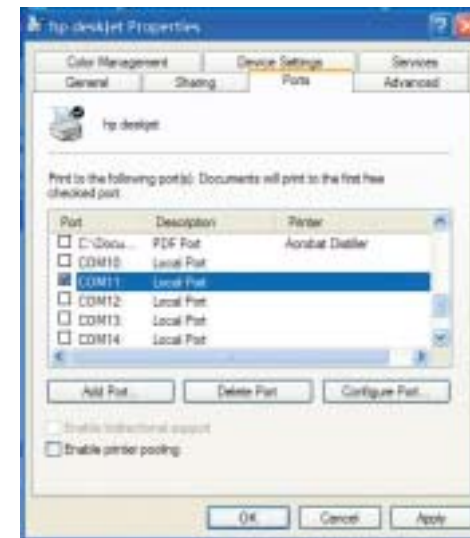 hp deskjet Properties
Color Management Device Settings Services
General Sharing Ports Advanced
hp deskjet
Print to the following port(s). Documents will print to the first free
checked port.
Port Description Printer
C:\Docu... PDF Port Acrobat Distiller
COM10: Local Port
COM11: Local Port
COM12: Local Port
COM13: Local Port
COM14: Local Port
Add Port... Delete Port Configure Port...
Enable bidirectional support
Enable printer pooling
OK Cancel Apply